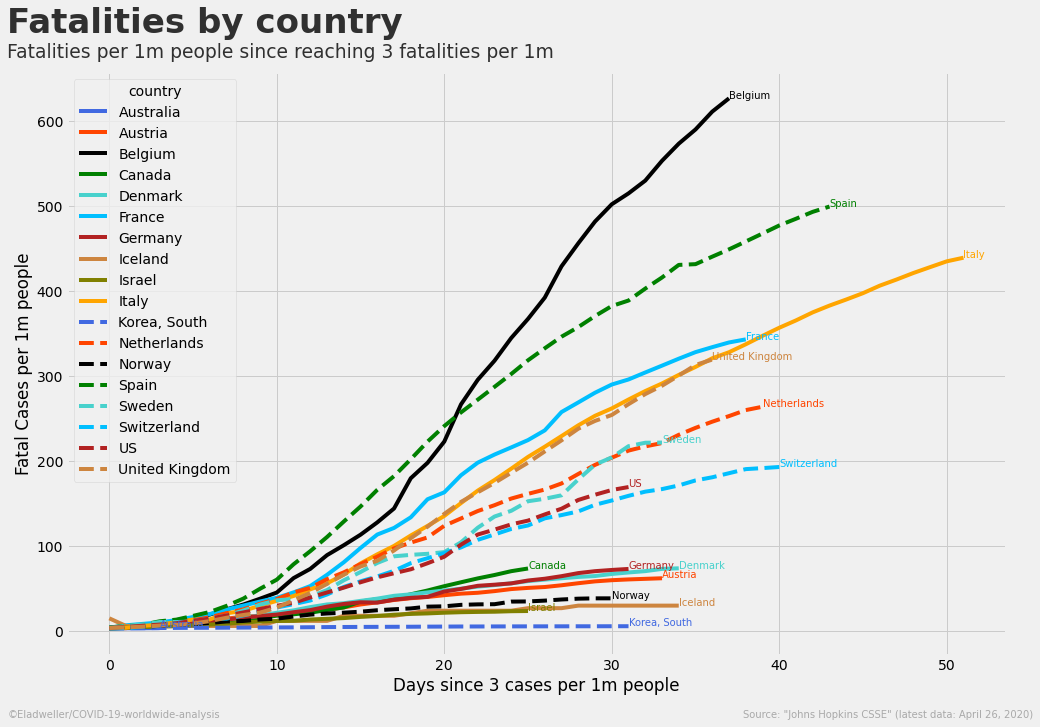 Fatalities by country
Fatalities per 1m people since reaching 3 fatalities per 1m
Fatal Cases per 1m people
600
500
400
300
200
100
0
country
Australia
Austria
Belgium
Canada
Denmark
France
Germany
Iceland
Israel
Italy
Korea, South
Netherlands
Norway
Spain
Sweden
Switzerland
US
United Kingdom
Belgium
Spain
Italy
France
United Kingdom
Netherlands
Sweden
Switzerland
US
Canada
Germany
Denmark
Austria
Norway
Iceland
Israel
Korea, South
0 10 20 30 40 50
Days since 3 cases per 1m people
©Eladweller/COVID-19-worldwide-analysis
Source: "Johns Hopkins CSSE" (latest data: April 26, 2020)